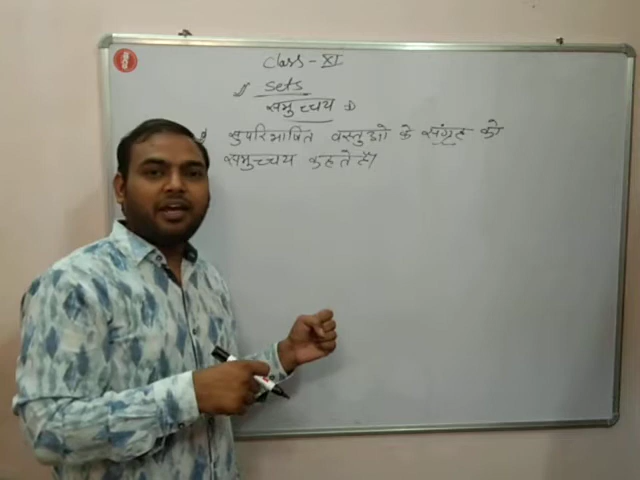 Class - XI
Sets
समुच्चय
सुपरिभाषित वस्तुओ के संग्रह को
समुच्चय कहते हैं।